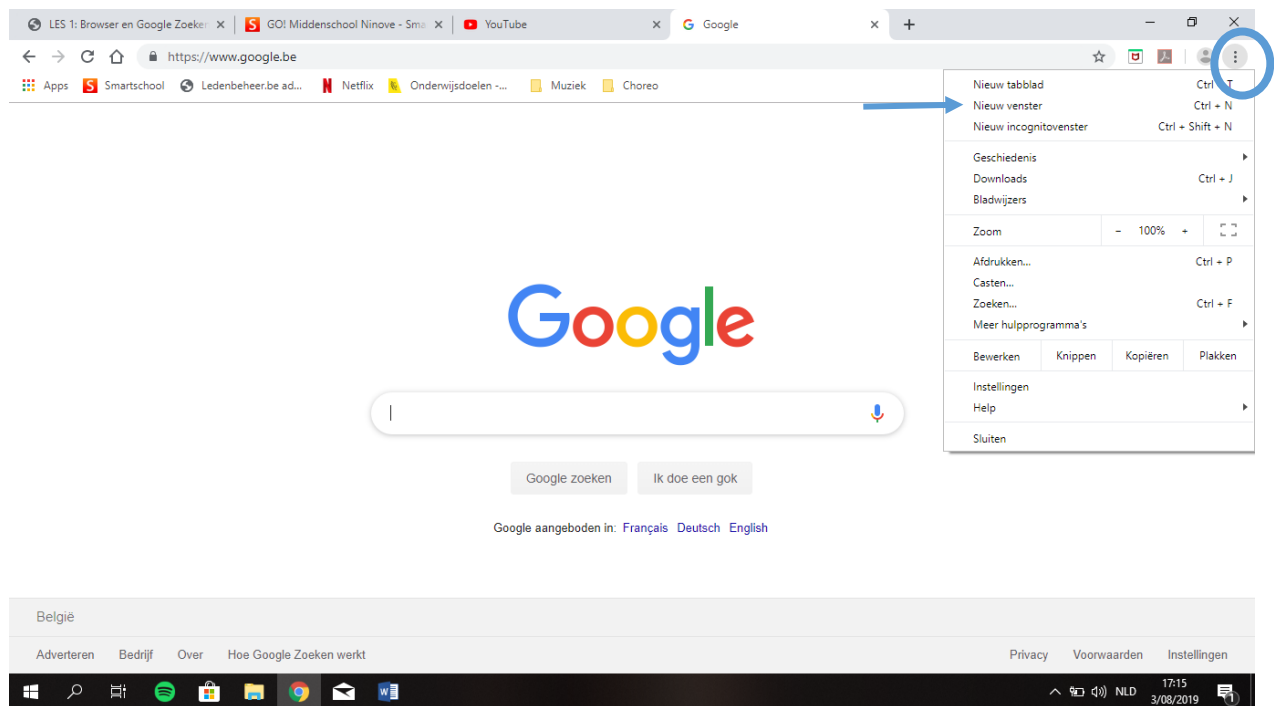 LES 1: Browser en Google Zoeker
GO! Middenschool Ninove - Sma
YouTube
Google
https://www.google.be
Apps Smartschool Ledenbeheer.be ad... Netflix Onderwijsdoelen -... Muziek Choreo
Nieuw tabblad Ctrl + T
Nieuw venster Ctrl + N
Nieuw incognitovenster Ctrl + Shift + N
Geschiedenis
Downloads Ctrl + J
Bladwijzers
Zoom - 100% +
Afdrukken... Ctrl + P
Casten...
Zoeken... Ctrl + F
Meer hulpprogramma's
Bewerken Knippen Kopiëren Plakken
Instellingen
Help
Sluiten
Google
Google zoeken Ik doe een gok
Google aangeboden in: Français Deutsch English
België
Adverteren Bedrijf Over Hoe Google Zoeken werkt Privacy Voorwaarden Instellingen
NLD 17:15
3/08/2019